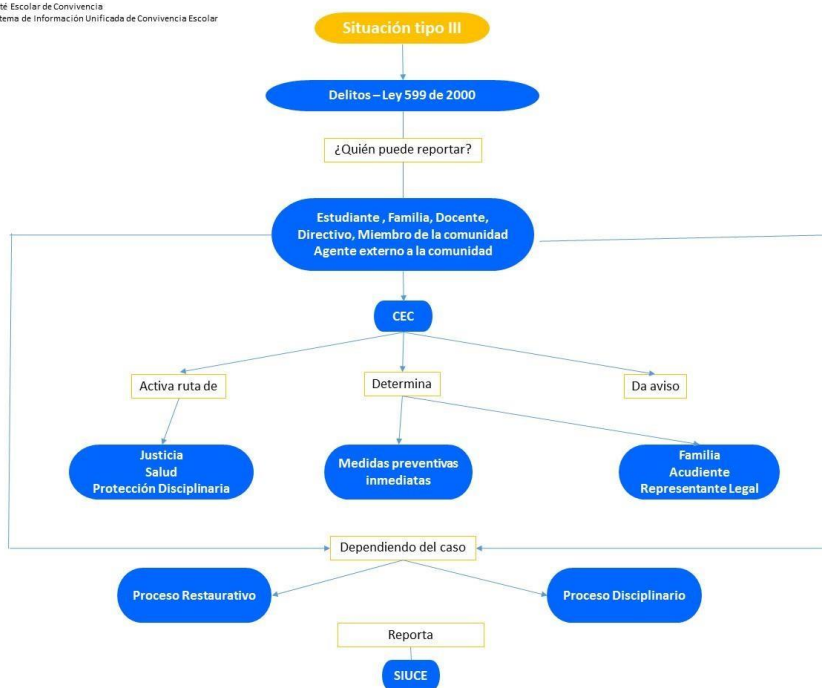 té Escolar de Convivencia
tema de Información Unificada de Convivencia Escolar
Situación tipo III
Delitos – Ley 599 de 2000
¿Quién puede reportar?
Estudiante , Familia, Docente,
Directivo, Miembro de la comunidad
Agente externo a la comunidad
CEC
Activa ruta de
Determina
Da aviso
Justicia
Salud
Protección Disciplinaria
Medidas preventivas
inmediatas
Familia
Acudiente
Representante Legal
Dependiendo del caso
Proceso Restaurativo
Proceso Disciplinario
Reporta
SIUCE